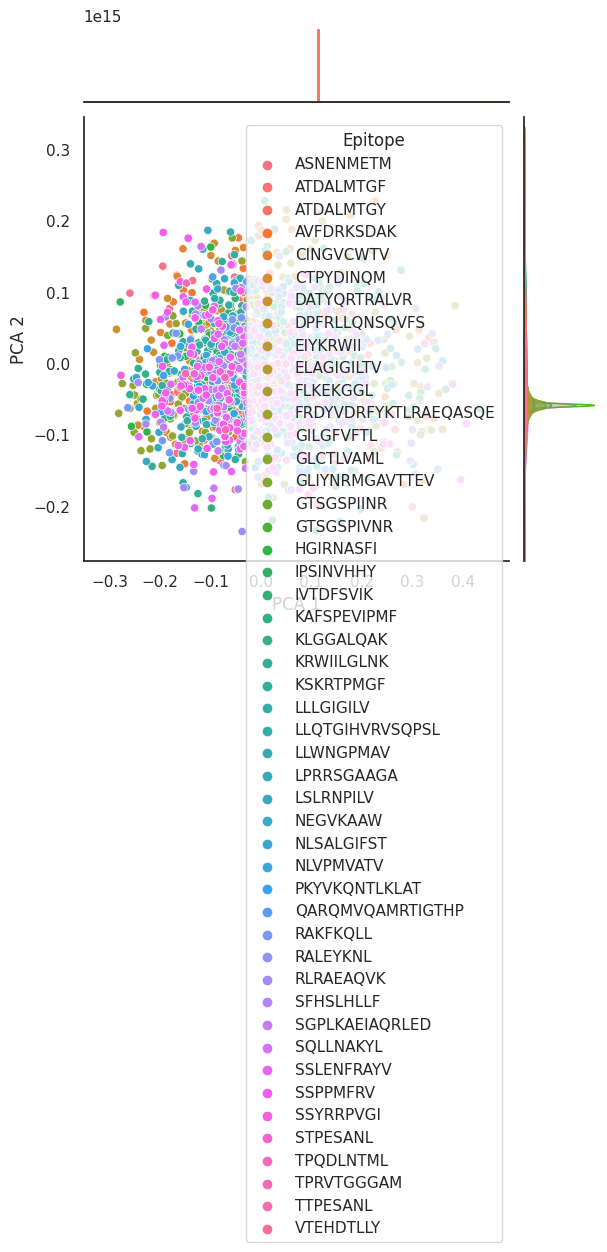 1e15
PCA 2
0.3
0.2
0.1
0.0
−0.1
−0.2
−0.3
−0.2
−0.1
0.0
0.1
0.2
0.3
0.4
PCA 1
Epitope
ASNENMETM
ATDALMTGF
ATDALMTGY
AVFDRKSDAK
CINGVCWTV
CTPYDINQM
DATYQRTRALVR
DPFRLLQNSQVFS
EIYKRWII
ELAGIGILTV
FLKEKGGL
FRDYVDRFYKTLRAEQASQE
GILGFVFTL
GLCTLVAML
GLIYNRMGAVTTEV
GTSGSPIINR
GTSGSPIVNR
HGIRNASFI
IPSINVHHY
IVTDFSVIK
KAFSPEVIPMF
KLGGALQAK
KRWIILGLNK
KSKRTPMGF
LLLGIGILV
LLQTGIHVRVSQPSL
LLWNGPMAV
LPRRSGAAGA
LSLRNPILV
NEGVKAAW
NLSALGIFST
NLVPMVATV
PKYVKQNTLKLAT
QARQMVQAMRTIGTHP
RAKFKQLL
RALEYKNL
RLRAEAQVK
SFHSLHLLF
SGPLKAEIAQRLED
SQLLNAKYL
SSLENFRAYV
SSPPMFRV
SSYRRPVGI
STPESANL
TPQDLNTML
TPRVTGGGAM
TTPESANL
VTEHDTLLY